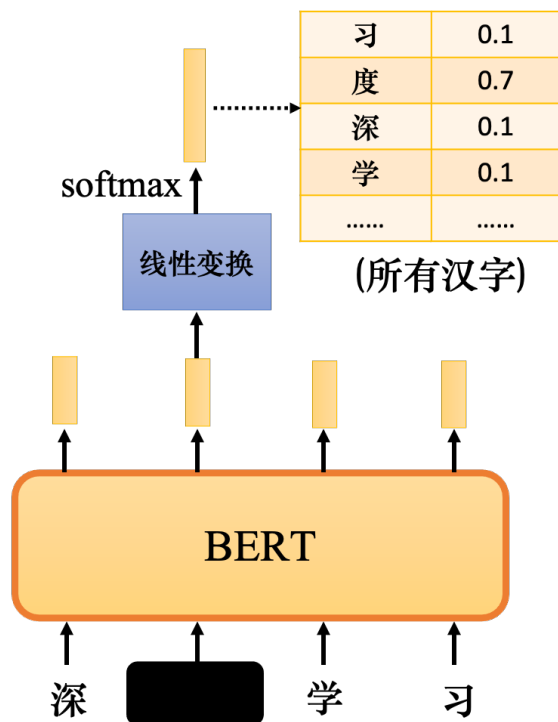 习 0.1
度 0.7
深 0.1
学 0.1
...... ......
(所有汉字)
softmax
线性变换
BERT
深 学 习